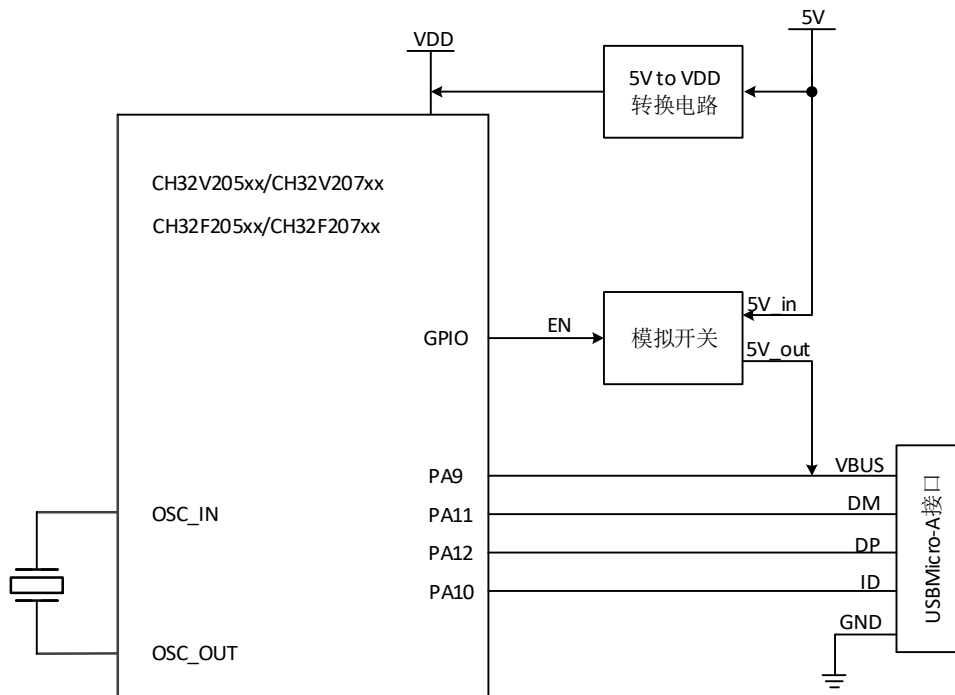 5V
VDD
5V to VDD
转换电路
CH32V205xx/CH32V207xx
CH32F205xx/CH32F207xx
5V_in
GPIO
EN
模拟开关
5V_out
PA9
VBUS
OSC_IN
PA11
DM
PA12
DP
PA10
ID
GND
OSC_OUT
USBMicro-A接口